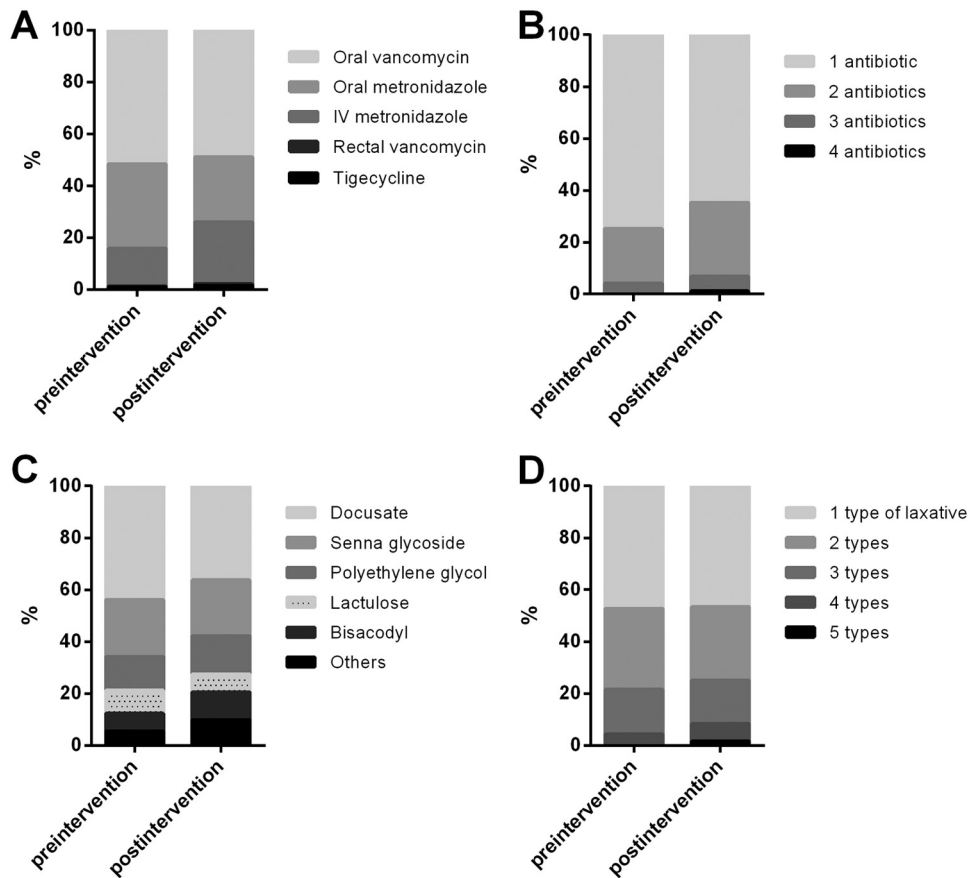 A
100
80
60
40
20
0
%
preintervention
postintervention
Oral vancomycin
Oral metronidazole
IV metronidazole
Rectal vancomycin
Tigecycline
B
100
80
60
40
20
0
%
preintervention
postintervention
1 antibiotic
2 antibiotics
3 antibiotics
4 antibiotics
C
100
80
60
40
20
0
%
preintervention
postintervention
Docusate
Senna glycoside
Polyethylene glycol
Lactulose
Bisacodyl
Others
D
100
80
60
40
20
0
%
preintervention
postintervention
1 type of laxative
2 types
3 types
4 types
5 types